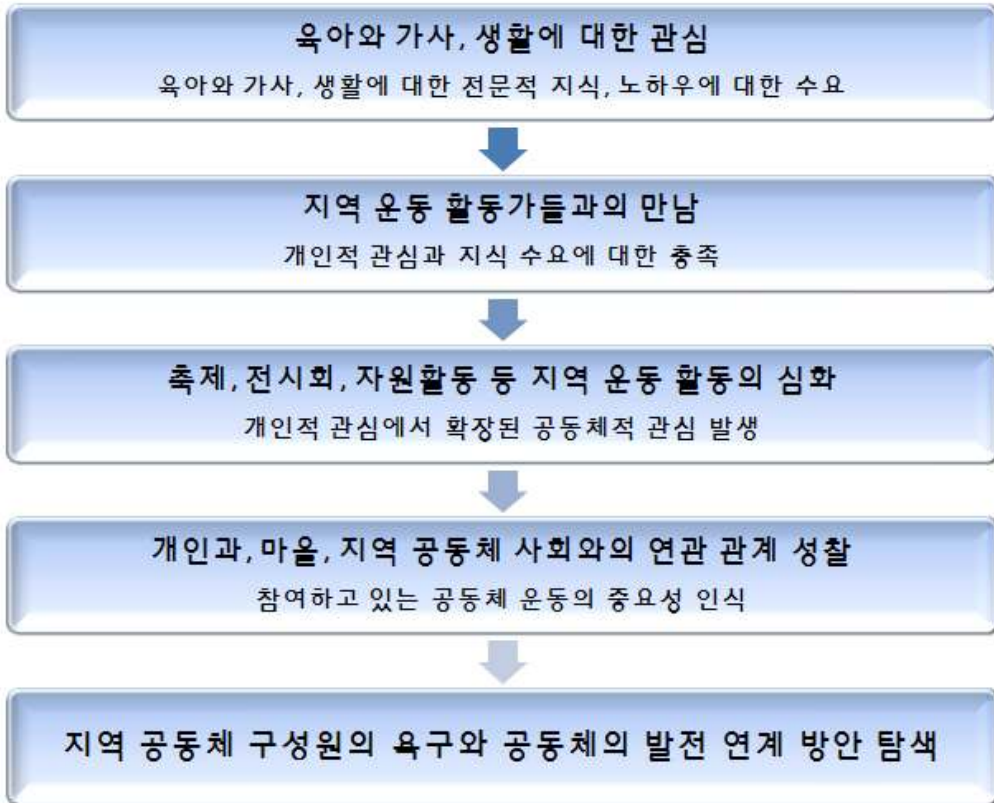 육아와 가사, 생활에 대한 관심
육아와 가사, 생활에 대한 전문적 지식, 노하우에 대한 수요
지역 운동 활동가들과의 만남
개인적 관심과 지식 수요에 대한 충족
축제, 전시회, 자원활동 등 지역 운동 활동의 심화
개인적 관심에서 확장된 공동체적 관심 발생
개인과, 마을, 지역 공동체 사회와의 연관 관계 성찰
참여하고 있는 공동체 운동의 중요성 인식
지역 공동체 구성원의 욕구와 공동체의 발전 연계 방안 탐색